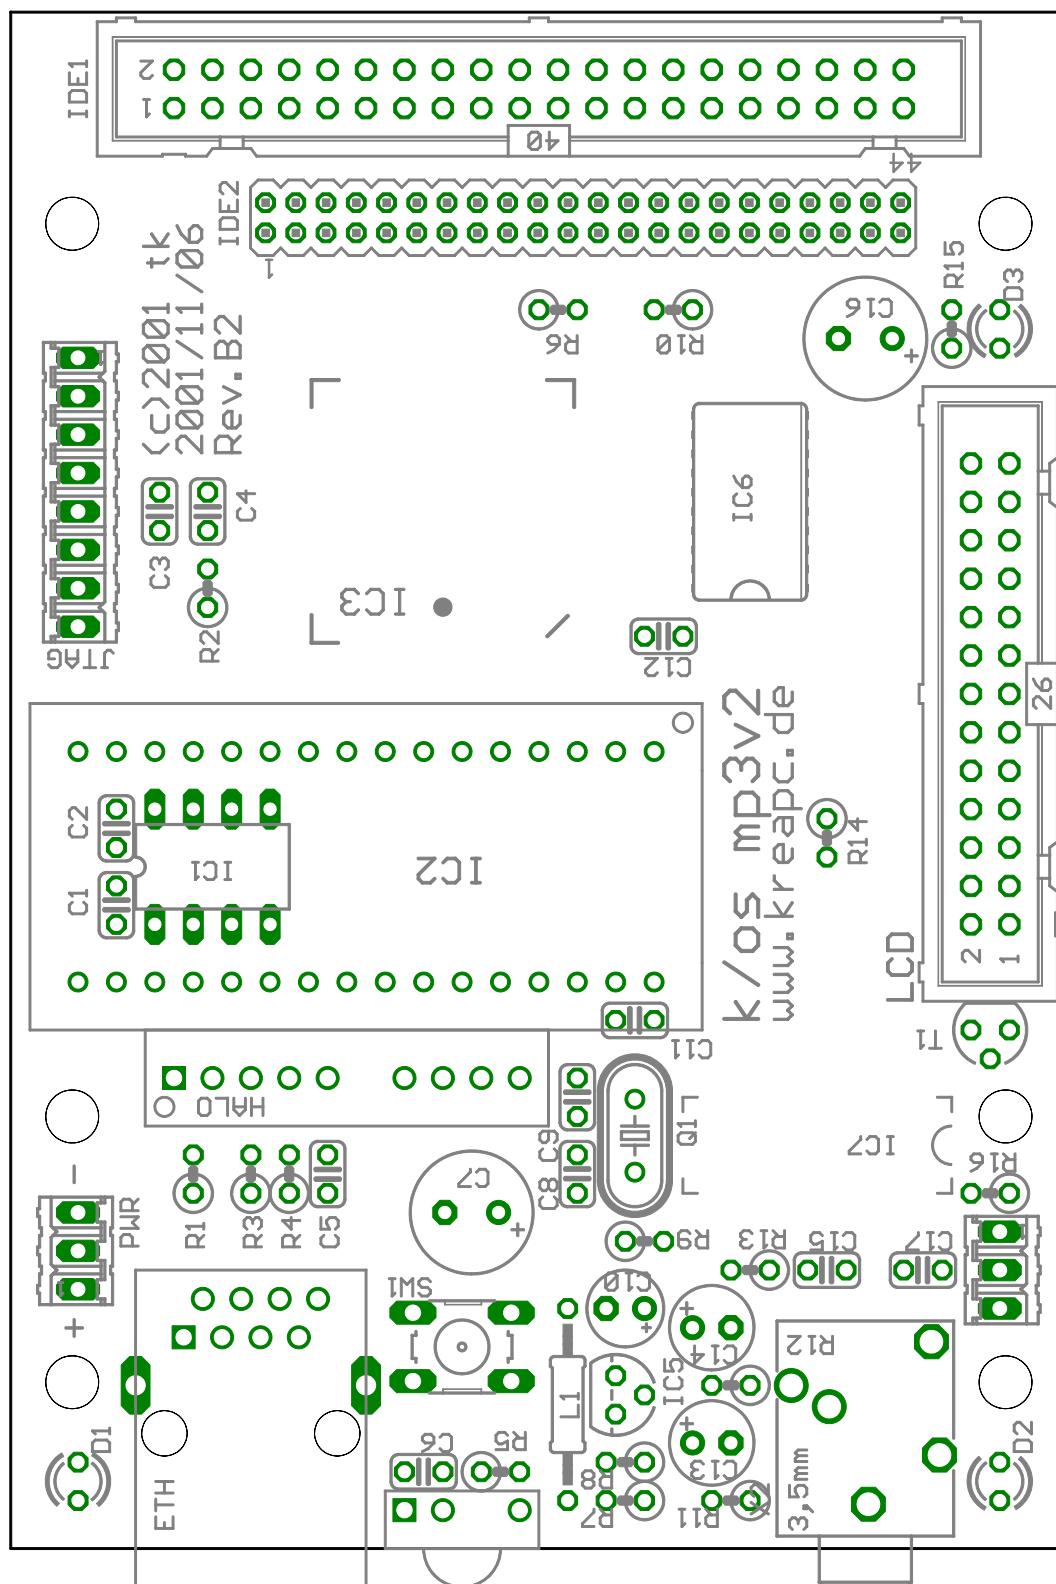 IDE1
2
1
40
44
IDE2
1
(c)2001 tk
2001/11/06
Rev.B2
R6
R10
C16
+
R15
D3
JTAG
C3
C4
R2
IC3
IC6
C12
26
k/os mp3v2
www.kreapc.de
R14
C2
C1
IC1
IC2
LCD
2
1
T1
C11
HALO
C9
C8
Q1
IC7
R16
-
PWR
1
+
R1
R3
R4
C5
C7
+
R9
R13
C15
C17
SW1
C10
+
C14
+
IC5
R12
L1
D1
ETH
C6
R5
R8
R7
C13
+
R11
3,5mm
D2